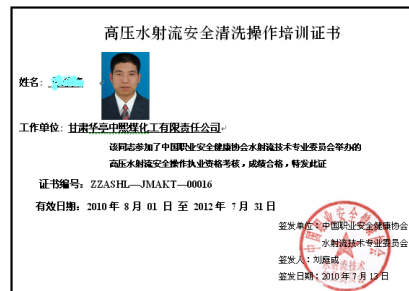 高压水射流安全清洗操作培训证书
姓名：
工作单位：甘肃华亭中熙煤化工有限责任公司
该同志参加了中国职业安全健康协会水射流技术专业委员会举办的
高压水射流安全操作执业资格考核，成绩合格，特发此证
证书编号：ZZASHL—JMAKT—00016
有效日期：2010 年 8 月 01 日 至 2012 年 7 月 31 日
签发单位：中国职业安全健康协会
水射流技术专业委员会
签发人：刘庭成
签发日期：2010 年 7 月 13 日